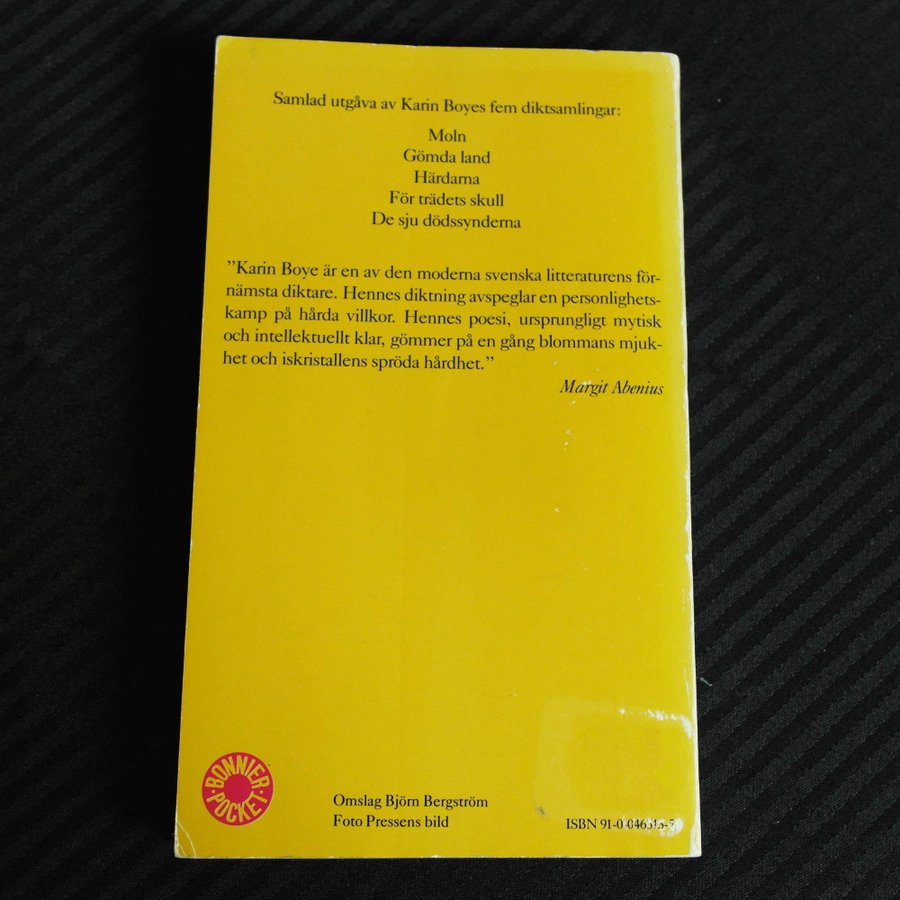 Samlad utgåva av Karin Boyes fem diktsamlingar:
Moln
Gömda land
Härdarna
För trädets skull
De sju dödssynderna
”Karin Boye är en av den moderna svenska litteraturens för-
nämsta diktare. Hennes diktning avspeglar en personlighets-
kamp på hårda villkor. Hennes poesi, ursprungligt mytisk
och intellektuellt klar, gömmer på en gång blommans mjuk-
het och iskristallens spröda hårdhet.”
Margit Abenius
BONNIER
POCKET
Omslag Björn Bergström
Foto Pressens bild
ISBN